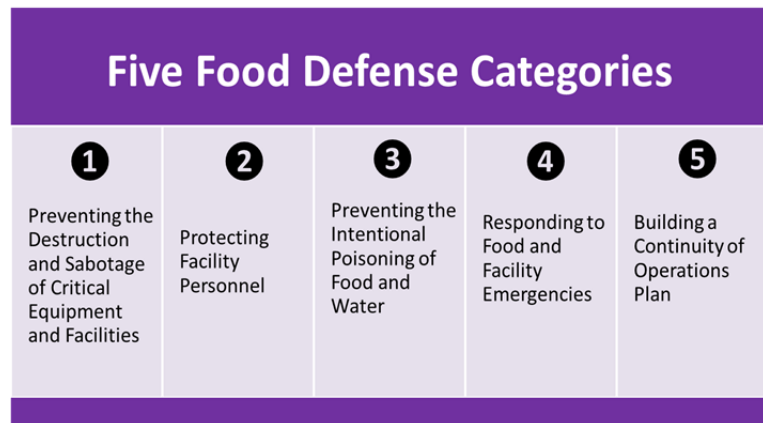 Five Food Defense Categories
1
Preventing the
Destruction
and Sabotage
of Critical
Equipment
and Facilities
2
Protecting
Facility
Personnel
3
Preventing the
Intentional
Poisoning of
Food and
Water
4
Responding to
Food and
Facility
Emergencies
5
Building a
Continuity of
Operations
Plan